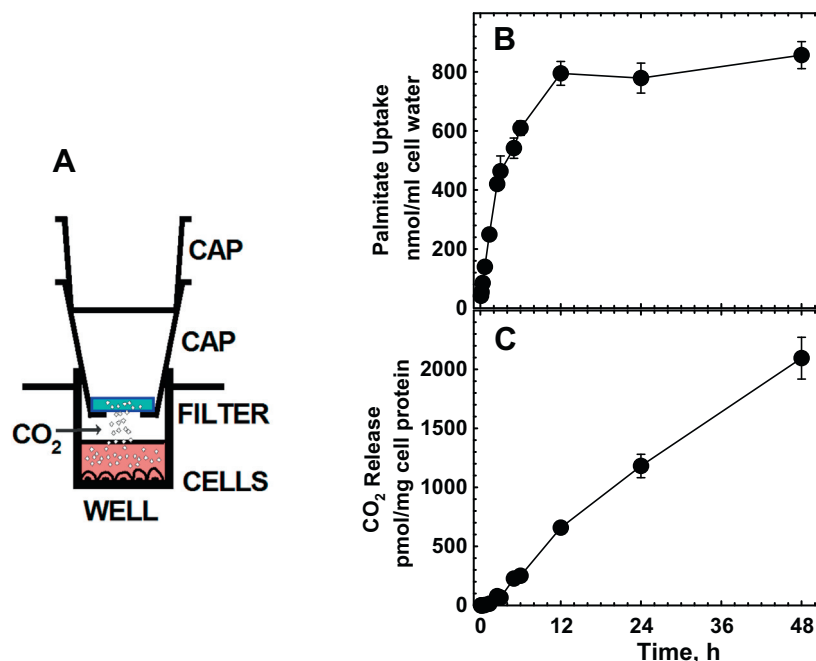 A
CAP
CAP
FILTER
CO₂
CELLS
WELL
B
Palmitate Uptake
nmol/ml cell water
800
600
400
200
0
C
CO₂ Release
pmol/mg cell protein
2000
1500
1000
500
0
0 12 24 36 48
Time, h